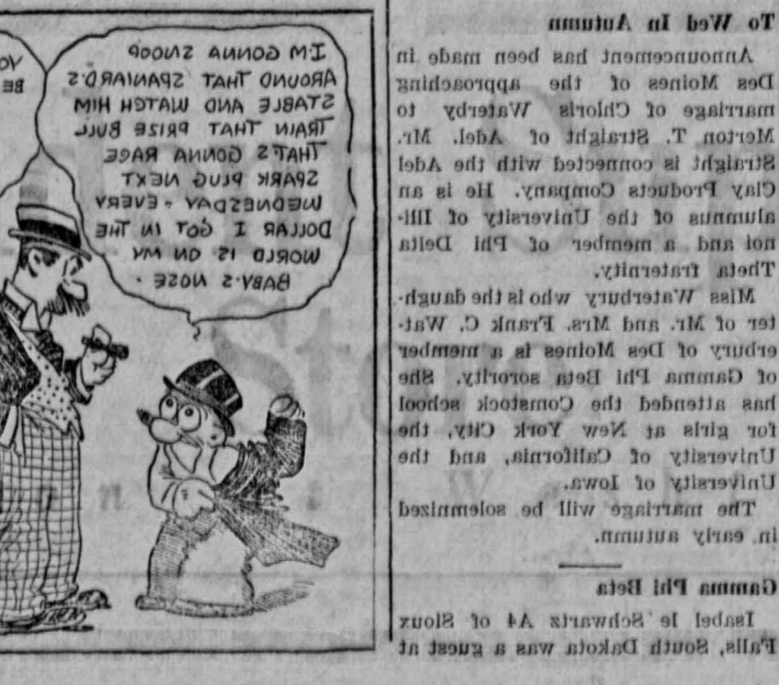 To Wed In Autumn
Announcement has been made in
Des Moines of the approaching
marriage of Chloris Waterby to
Merton T. Straight of Adel. Mr.
Straight is connected with the Adel
Clay Products Company. He is an
alumnus of the University of Illi-
noi and a member of Phi Delta
Theta fraternity.
Miss Waterbury who is the daugh-
ter of Mr. and Mrs. Frank C. Wat-
erbury of Des Moines is a member
of Gamma Phi Beta sorority. She
has attended the Comstock school
for girls at New York City, the
University of California, and the
University of Iowa.
The marriage will be solemnized
in early autumn.
Gamma Phi Beta
Isabel le Schwartz A4 of Sioux
Falls, South Dakota was a guest at
I'M GONNA SNOOP
AROUND THAT SPANIARD'S
STABLE AND WATCH HIM
TRAIN THAT PRIZE BULL
THAT'S GONNA RACE
SPARK PLUG NEXT
WEDNESDAY - EVERY
DOLLAR I GOT IN THE
WORLD IS ON MY
BABY'S NOSE -